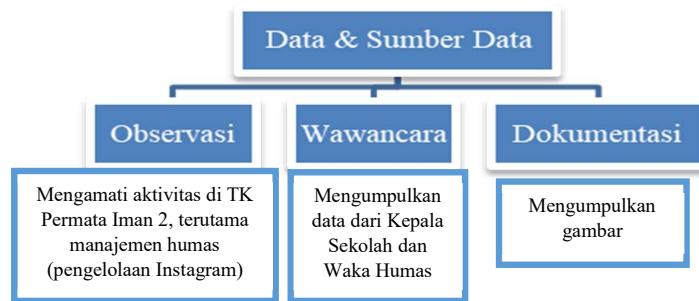 Data & Sumber Data
Observasi
Wawancara
Dokumentasi
Mengamati aktivitas di TK
Permata Iman 2, terutama
manajemen humas
(pengelolaan Instagram)
Mengumpulkan
data dari Kepala
Sekolah dan
Waka Humas
Mengumpulkan
gambar